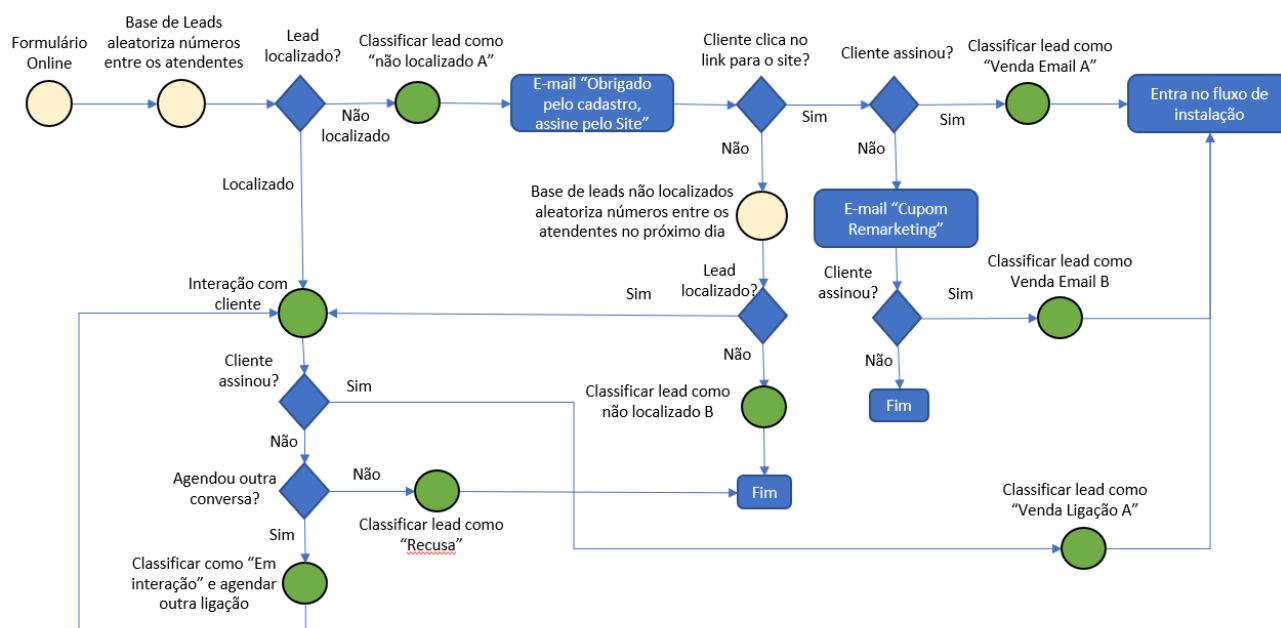 Formulário
Online
Base de Leads
aleatoriza números
entre os atendentes
Lead
localizado?
Classificar lead como
“não localizado A”
Não
localizado
E-mail “Obrigado
pelo cadastro,
assine pelo Site”
Cliente clica no
link para o site?
Sim
Cliente assinou?
Sim
Classificar lead como
“Venda Email A”
Entra no fluxo de
instalação
Localizado
Não
Não
Base de leads não localizados
aleatoriza números entre os
atendentes no próximo dia
E-mail “Cupom
Remarketing”
Interação com
cliente
Sim
Lead
localizado?
Cliente
assinou?
Sim
Classificar lead como
Venda Email B
Não
Não
Cliente
assinou?
Sim
Classificar lead como
não localizado B
Fim
Não
Agendou outra
conversa?
Não
Classificar lead como
“Recusa”
Fim
Classificar lead como
“Venda Ligação A”
Sim
Classificar como “Em
interação” e agendar
outra ligação